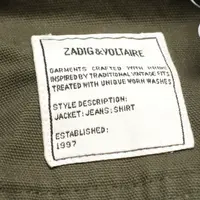 ZADIG & VOLTAIRE
GARMENTS CRAFTED WITH UNIQUE
INSPIRED BY TRADITIONAL VINTAGE FITS
TREATED WITH UNIQUE WORN WASHES
STYLE DESCRIPTION:
JACKET: JEANS: SHIRT
ESTABLISHED:
1997